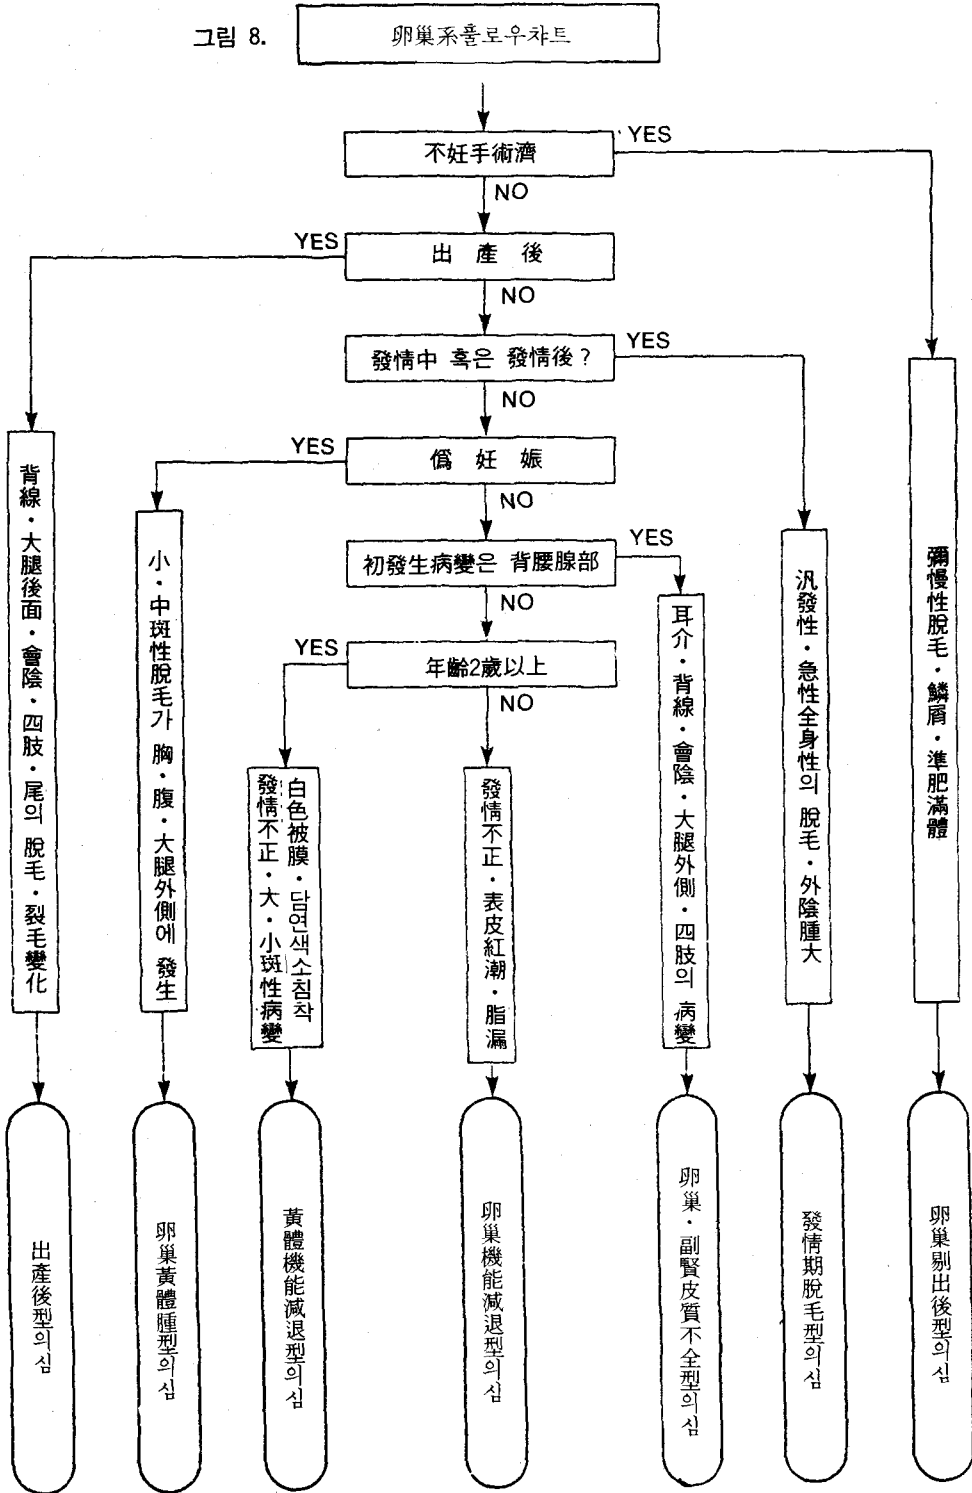 그림 8.
卵巢系플로우챠트
不妊手術濟
YES
NO
出產後
YES
NO
發情中 혹은 發情後?
YES
NO
僞妊娠
YES
NO
初發生病變은 背腰腺部
YES
NO
年齡2歲以上
YES
NO
背線・大腿後面・會陰・四肢・尾의 脫毛・裂毛變化
小・中斑性脫毛가 胸・腹・大腿外側에 發生
白色被膜・담연색소침착
發情不正・大・小斑性病變
發情不正・表皮紅潮・脂漏
耳介・背線・會陰・大腿外側・四肢의 病變
汎發性・急性全身性의 脫毛・外陰腫大
彌慢性脫毛・鱗屑・準肥滿體
出產後型의심
卵巢黃體腫型의심
黃體機能減退型의심
卵巢機能減退型의심
卵巢・副賢皮質不全型의심
發情期脫毛型의심
卵巢剔出後型의심